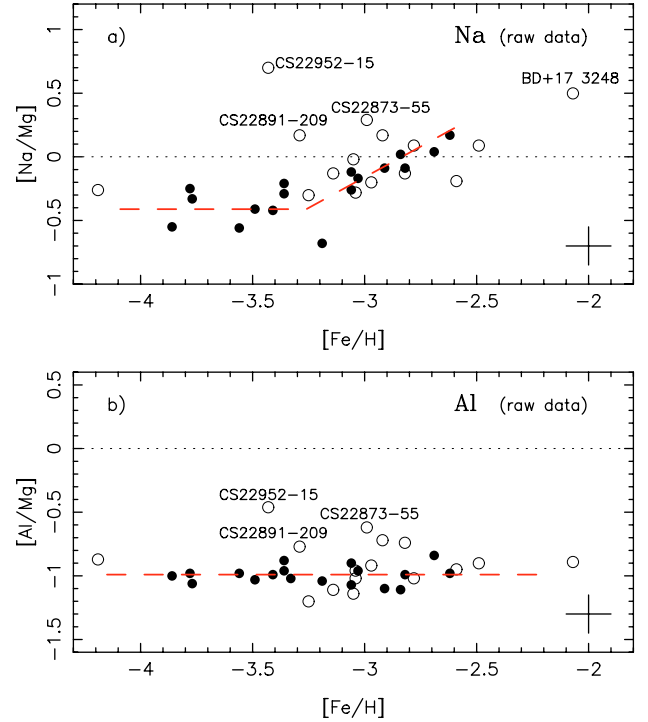 a)
Na (raw data)
CS22952−15
BD+17 3248
CS22873−55
CS22891−209
[Na/Mg]
1
0.5
0
−0.5
−1
−4
−3.5
−3
−2.5
−2
[Fe/H]
b)
Al (raw data)
CS22952−15
CS22873−55
CS22891−209
[Al/Mg]
0.5
0
−0.5
−1
−1.5
−4
−3.5
−3
−2.5
−2
[Fe/H]